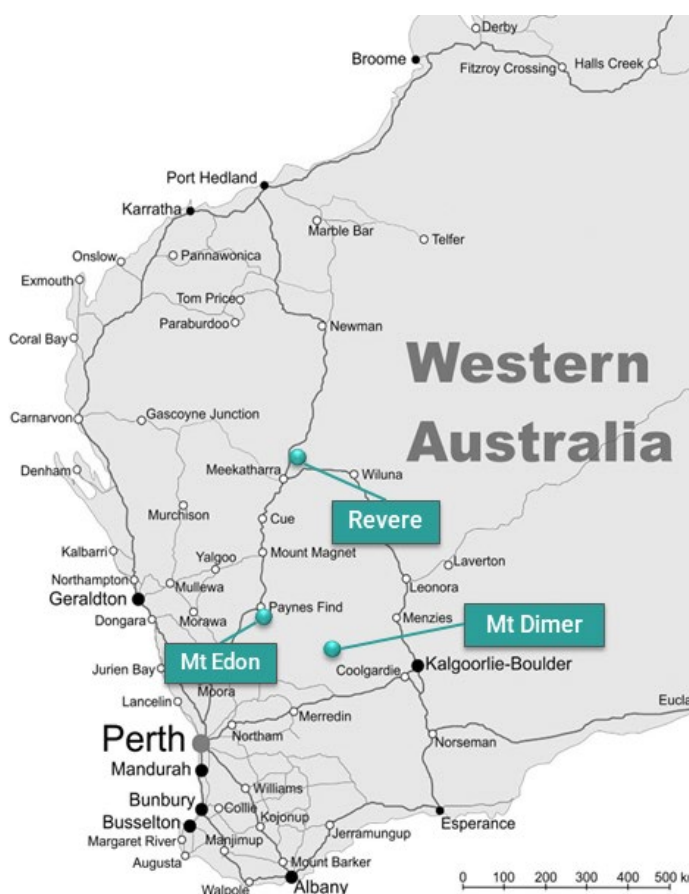 Derby
Broome
Fitzroy Crossing
Halls Creek
Port Hedland
Karratha
Marble Bar
Telfer
Onslow
Pannawonica
Exmouth
Tom Price
Paraburdoo
Newman
Coral Bay
Western
Australia
Carnarvon
Gascoyne Junction
Denham
Meekatharra
Wiluna
Revere
Murchison
Cue
Kalbarri
Yalgoo
Mount Magnet
Laverton
Northampton
Mullewa
Leonora
Geraldton
Paynes Find
Dongara
Morawa
Menzies
Mt Dimer
Mt Edon
Jurien Bay
Kalgoorlie-Boulder
Coolgardie
Moora
Lancelin
Merredin
Eucla
Perth
Northam
Norseman
Mandurah
Williams
Bunbury
Collie
Kojonup
Busselton
Jerramungup
Esperance
Margaret River
Manjimup
Augusta
Mount Barker
Walpole
Albany
0 100 200 300 400 500 km